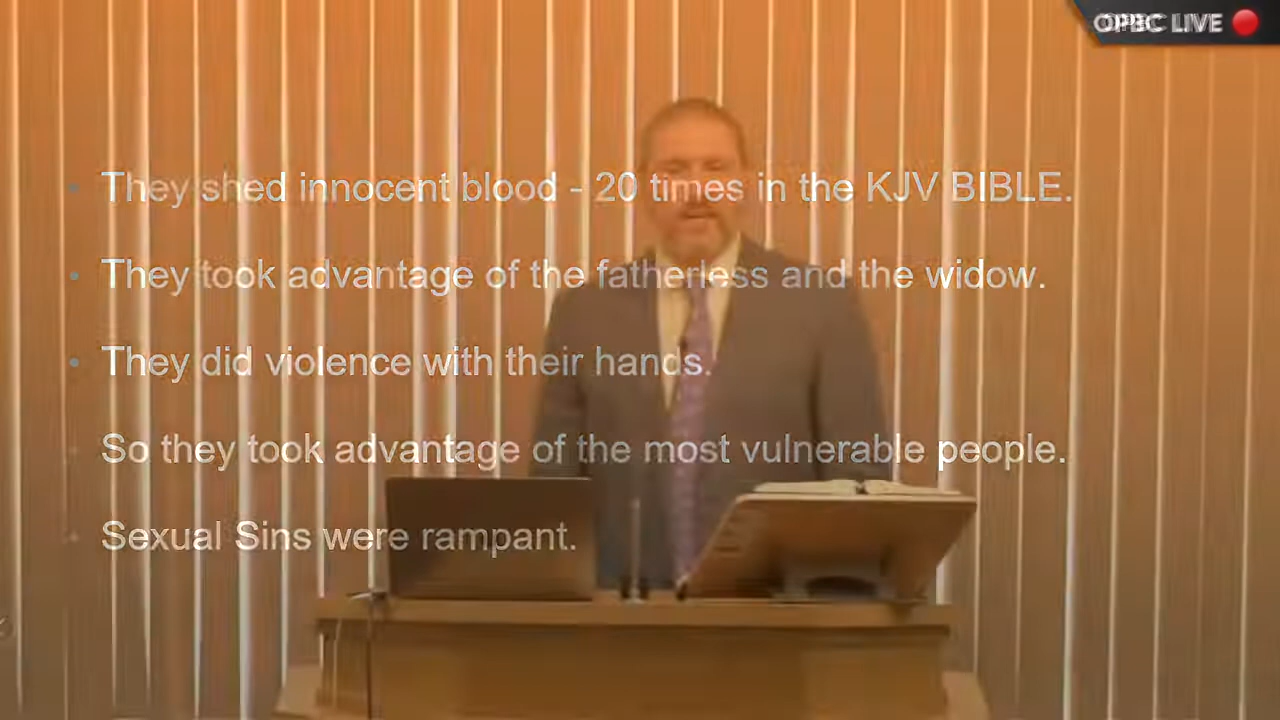 OPBC LIVE
• They shed innocent blood - 20 times in the KJV BIBLE.
• They took advantage of the fatherless and the widow.
• They did violence with their hands.
So they took advantage of the most vulnerable people.
• Sexual Sins were rampant.